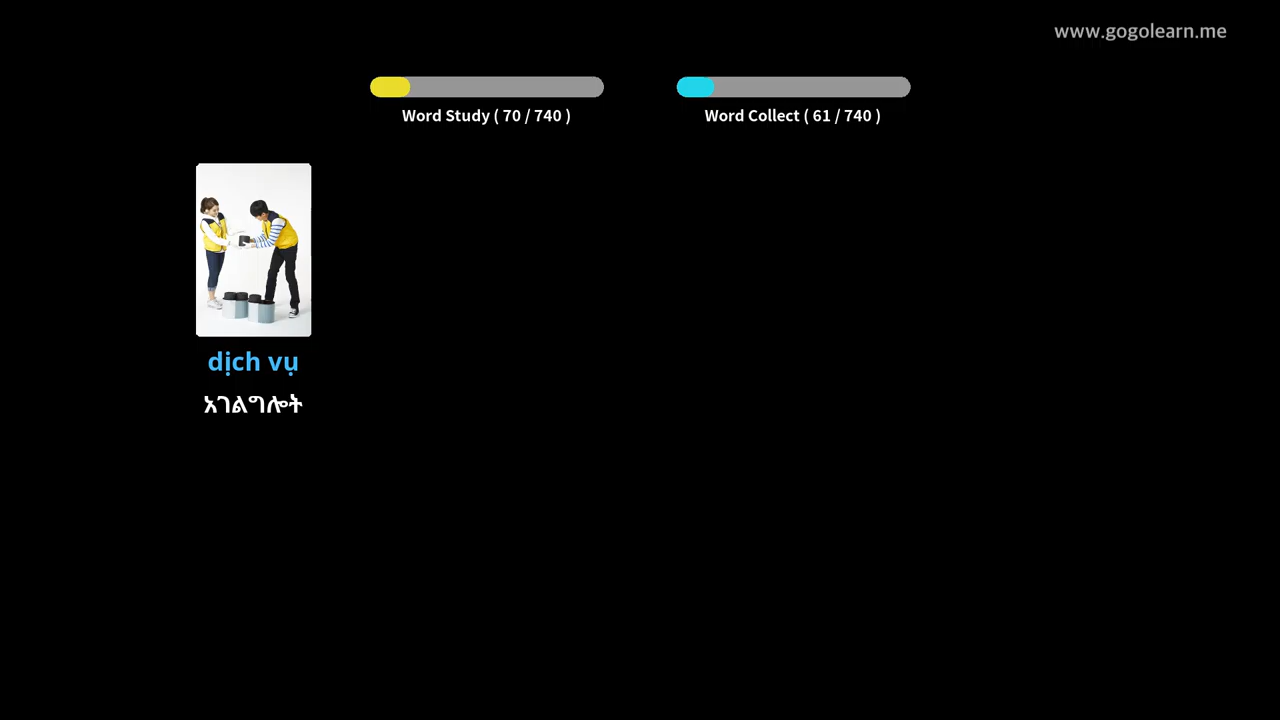 www.gogolearn.me
Word Study ( 70 / 740 )
Word Collect ( 61 / 740 )
dịch vụ
አገልግሎት